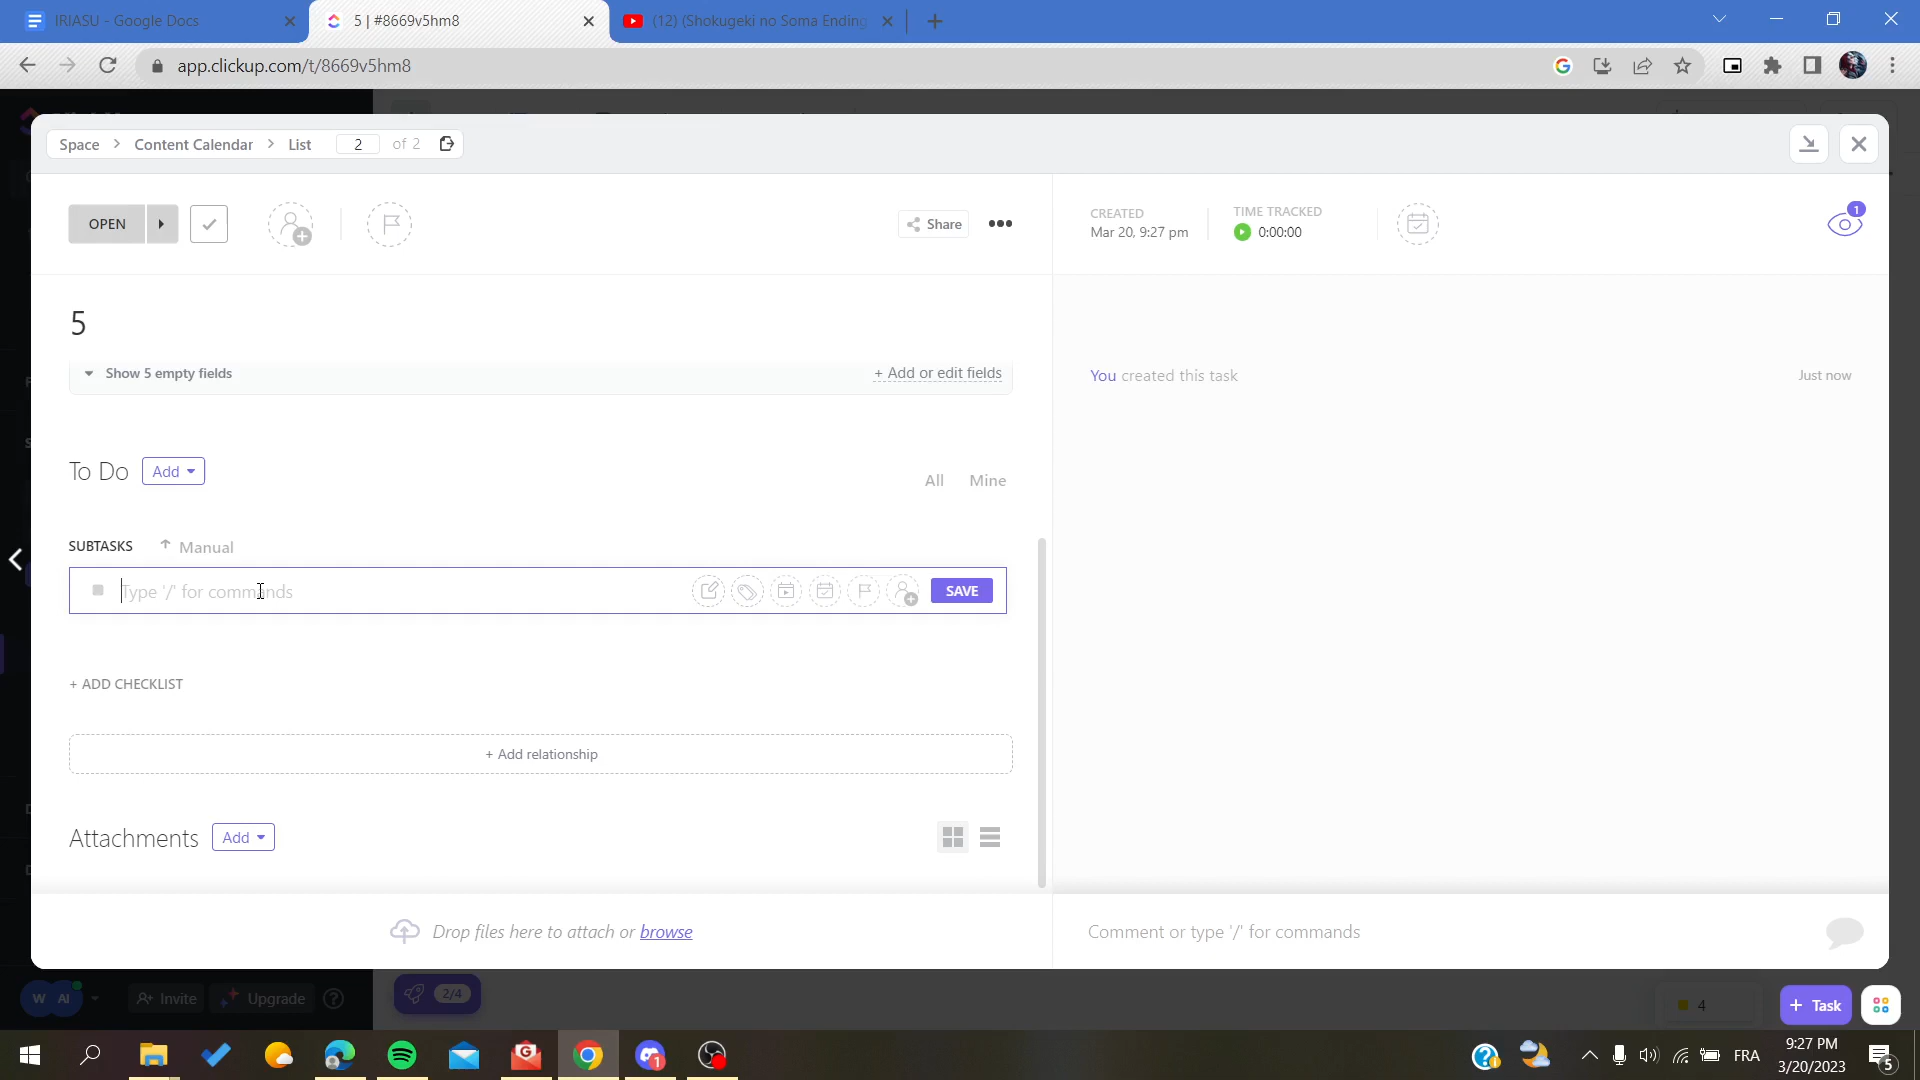 IRIASU - Google Docs
5 | #8669v5hm8
(12) (Shokugeki no Soma Ending
app.clickup.com/t/8669v5hm8
Space > Content Calendar > List 2 of 2
OPEN
Share
CREATED
Mar 20, 9:27 pm
TIME TRACKED
0:00:00
1
5
Show 5 empty fields
+ Add or edit fields
You created this task
Just now
To Do
Add
All
Mine
SUBTASKS
Manual
Type '/' for commands
SAVE
+ ADD CHECKLIST
+ Add relationship
Attachments
Add
Drop files here to attach or browse
Comment or type '/' for commands
W
AI
Invite
Upgrade
2/4
4
+ Task
1
FRA
9:27 PM
3/20/2023
5